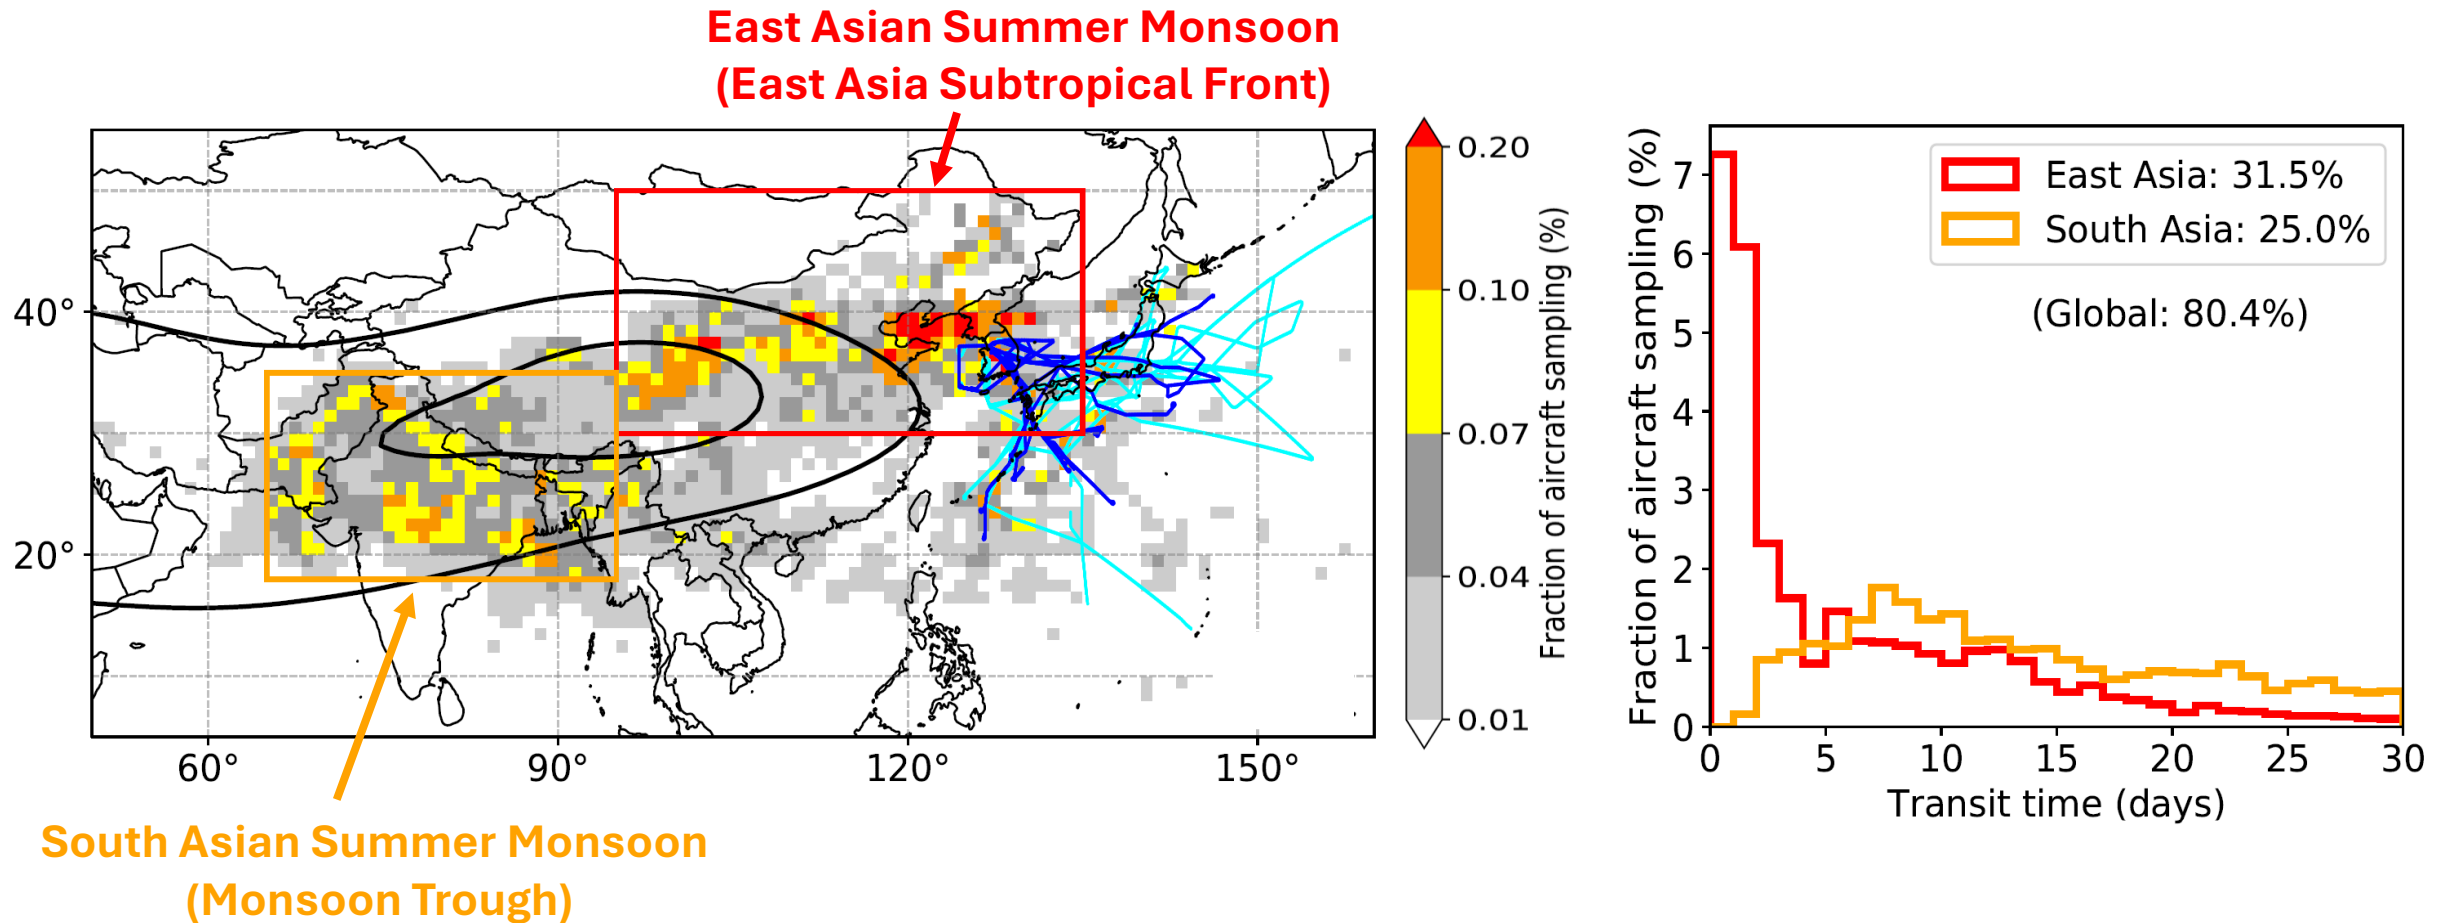 East Asian Summer Monsoon
(East Asia Subtropical Front)
40°
20°
60°
90°
120°
150°
South Asian Summer Monsoon
(Monsoon Trough)
0.20
0.10
0.07
0.04
0.01
Fraction of aircraft sampling (%)
Fraction of aircraft sampling (%)
7
6
5
4
3
2
1
0
East Asia: 31.5%
South Asia: 25.0%
(Global: 80.4%)
0 5 10 15 20 25 30
Transit time (days)